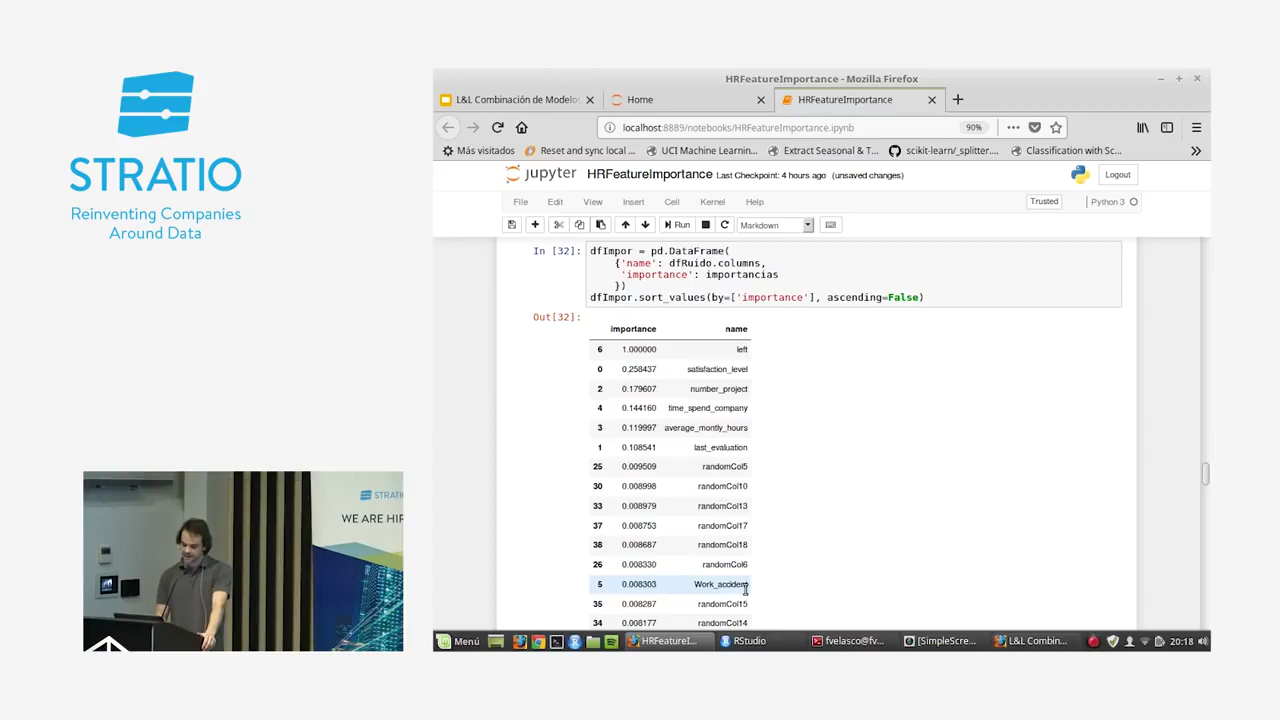 STRATIO
Reinventing Companies
Around Data
STRATIO
WE ARE HIR
HRFeatureImportance - Mozilla Firefox
L&L Combinación de Modelos
Home
HRFeatureImportance
localhost:8889/notebooks/HRFeatureImportance.ipynb
90%
Más visitados
Reset and sync local ...
UCI Machine Learnin...
Extract Seasonal & T...
scikit-learn/_splitter....
Classification with Sc...
jupyter
HRFeatureImportance Last Checkpoint: 4 hours ago (unsaved changes)
Logout
File Edit View Insert Cell Kernel Help
Trusted
Python 3
Run
Markdown
In [32]:
dfImpor = pd.DataFrame(
{'name': dfRuido.columns,
'importance': importancias
})
dfImpor.sort_values(by=['importance'], ascending=False)
Out[32]:
importance name
6 1.000000 left
0 0.258437 satisfaction_level
2 0.179607 number_project
4 0.144160 time_spend_company
3 0.119997 average_montly_hours
1 0.108541 last_evaluation
25 0.009509 randomCol5
30 0.008998 randomCol10
33 0.008979 randomCol13
37 0.008753 randomCol17
38 0.008687 randomCol18
26 0.008330 randomCol6
5 0.008303 Work_accident
35 0.008287 randomCol15
34 0.008177 randomCol14
Menú
HRFeatureI...
RStudio
fvelasco@fv...
[SimpleScre...
L&L Combin...
20:18